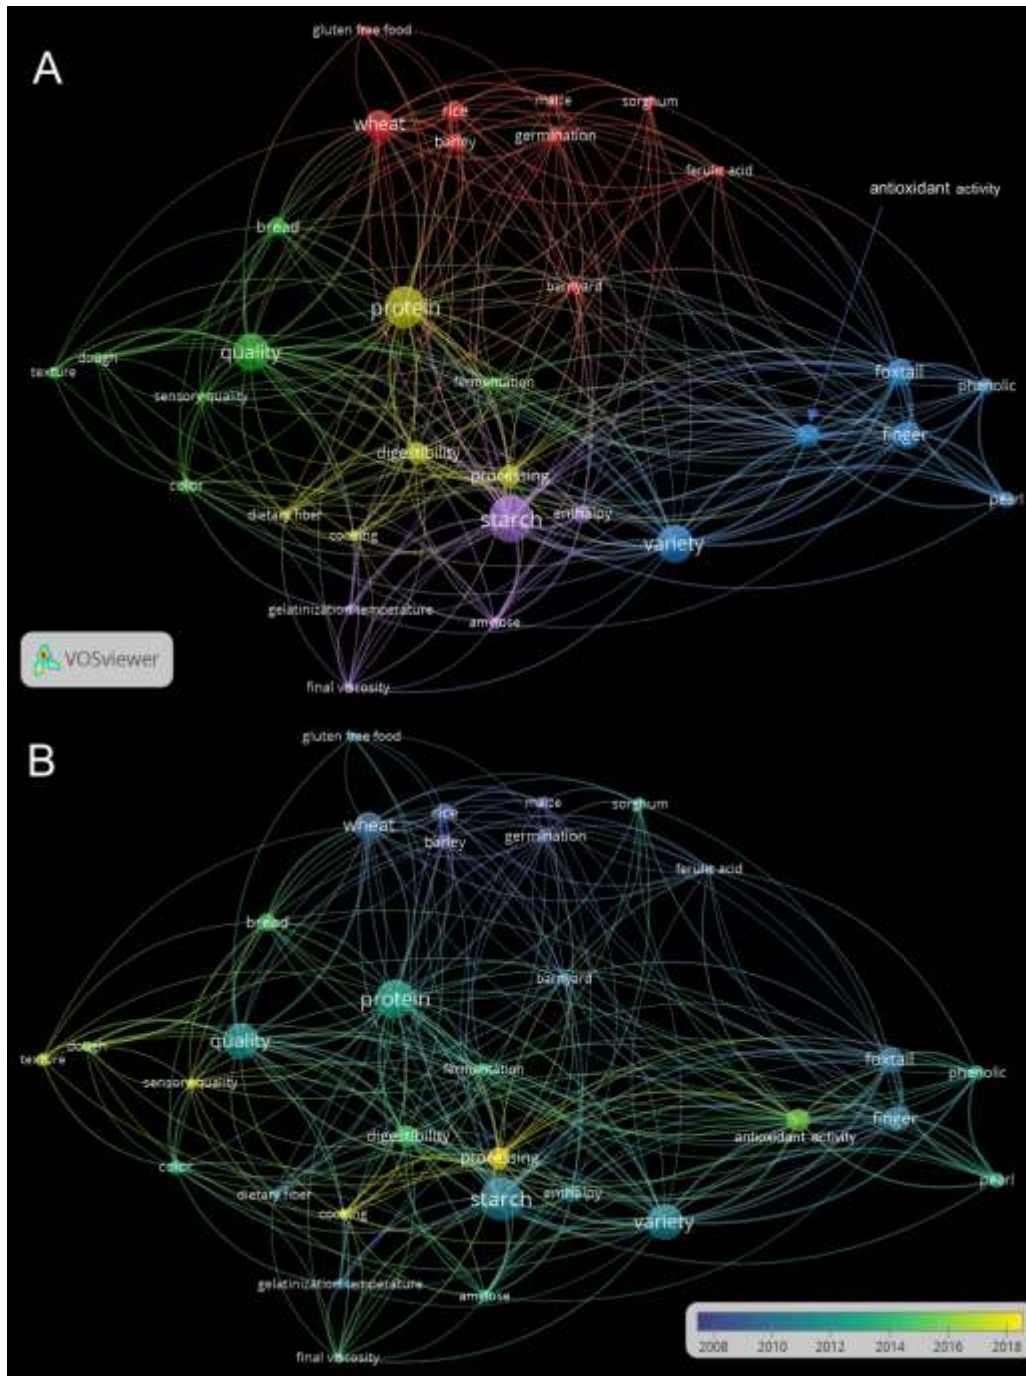 A
gluten free food
wheat
rice
maize
sorghum
barley
germination
ferulic acid
antioxidant activity
bread
barnyard
protein
quality
dough
texture
sensory quality
fermentation
foxtail
phenolic
finger
digestibility
processing
color
pearl
dietary fiber
cooking
starch
enthalpy
variety
gelatinization temperature
amylose
VOSviewer
final viscosity
B
gluten free food
wheat
rice
maize
sorghum
barley
germination
ferulic acid
bread
barnyard
protein
quality
dough
texture
sensory quality
fermentation
foxtail
phenolic
finger
digestibility
antioxidant activity
processing
color
pearl
dietary fiber
cooking
starch
enthalpy
variety
gelatinization temperature
amylose
final viscosity
2008 2010 2012 2014 2016 2018